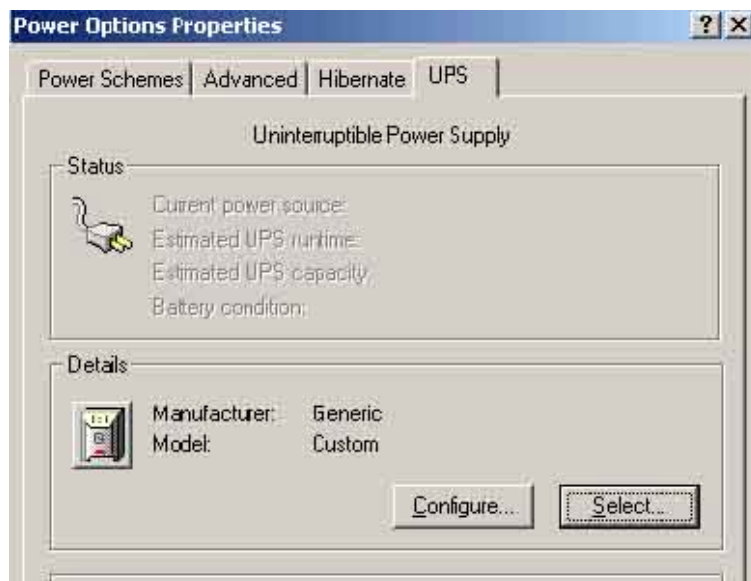 Power Options Properties
Power Schemes Advanced Hibernate UPS
Uninterruptible Power Supply
Status
Current power source:
Estimated UPS runtime:
Estimated UPS capacity:
Battery condition:
Details
Manufacturer: Generic
Model: Custom
Configure... Select...